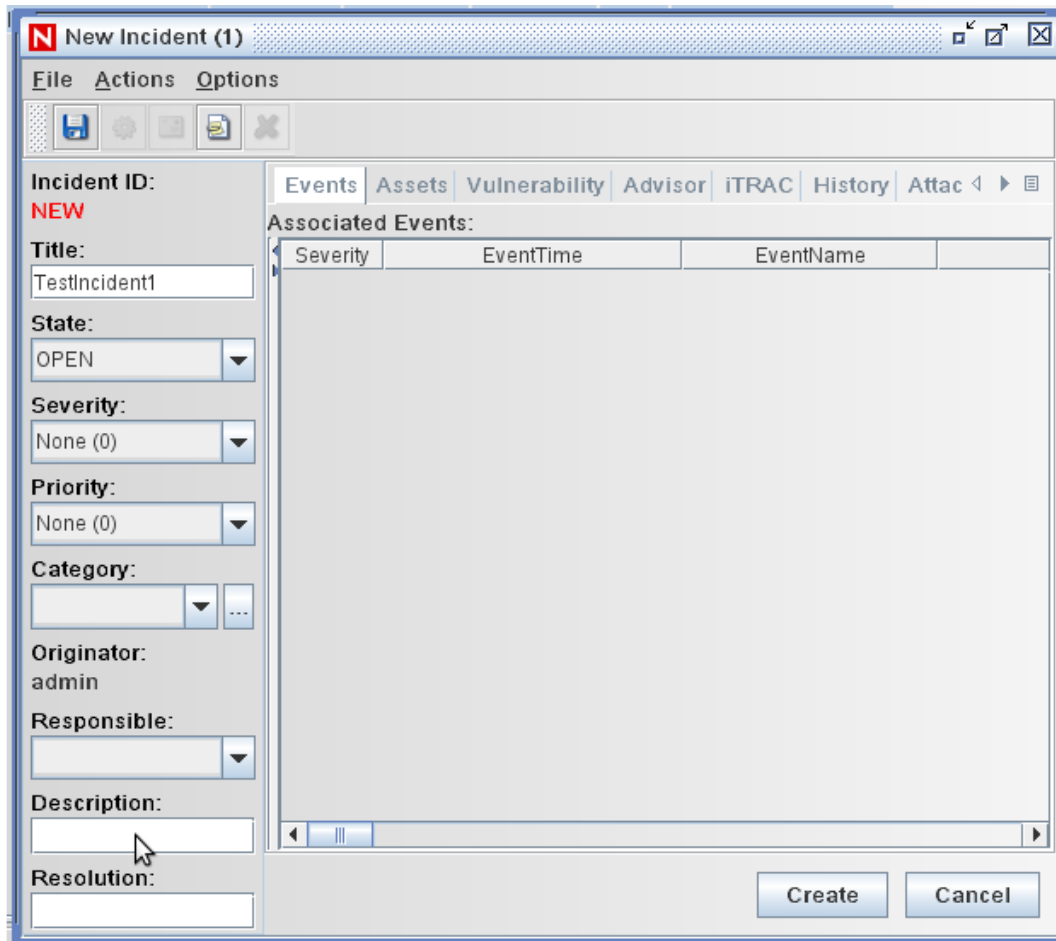 N New Incident (1)
File Actions Options
Incident ID:
NEW
Title:
TestIncident1
State:
OPEN
Severity:
None (0)
Priority:
None (0)
Category:
...
Originator:
admin
Responsible:
Description:
Resolution:
Events Assets Vulnerability Advisor iTRAC History Attac
Associated Events:
Severity EventTime EventName
Create Cancel